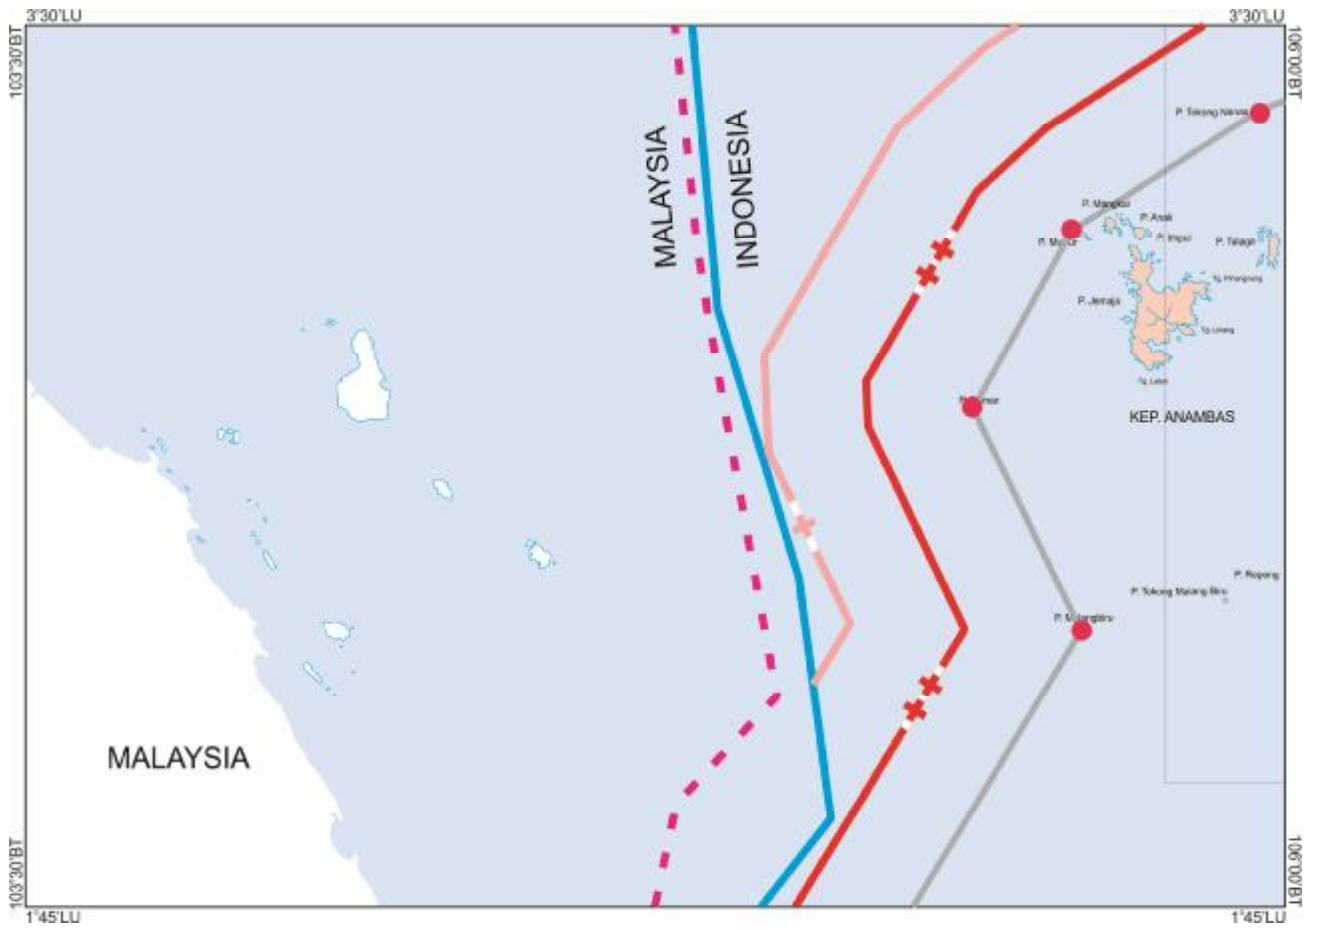 3°30'LU
3°30'LU
103°30'BT
106°00'BT
P. Tokong Nanas
MALAYSIA
INDONESIA
P. Mangkai
P. Anak
P. Impul
P. Jemaja
KEP. ANAMBAS
P. Repong
P. Tokong Malang Biru
MALAYSIA
103°30'BT
106°00'BT
1°45'LU
1°45'LU